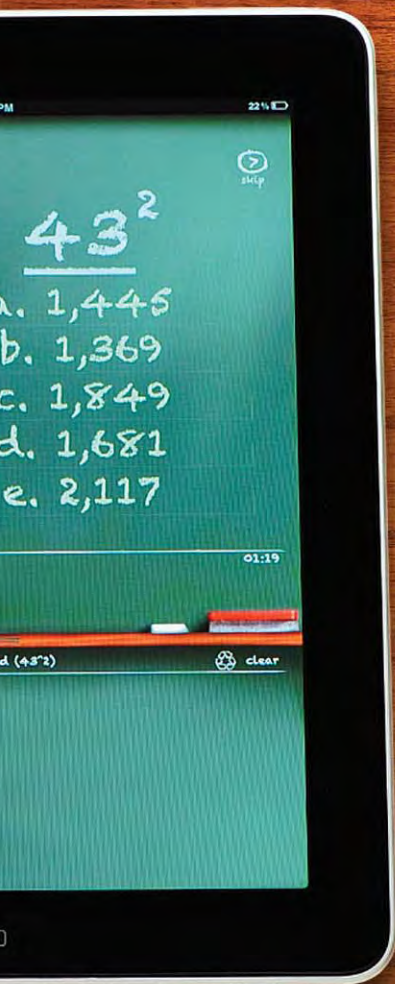 PM 22%
skip
43²
a. 1,445
b. 1,369
c. 1,849
d. 1,681
e. 2,117
01:19
d (43^2) clear